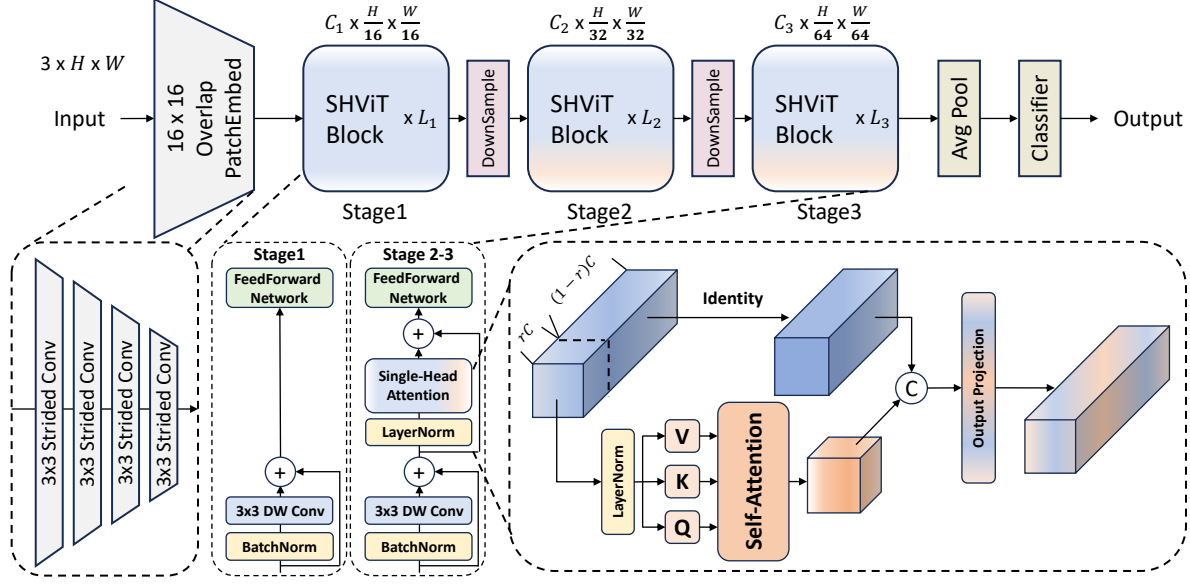 C₁ x H/16 x W/16
C₂ x H/32 x W/32
C₃ x H/64 x W/64
3 x H x W
Input
16 x 16
Overlap
PatchEmbed
SHViT
Block
x L₁
DownSample
SHViT
Block
x L₂
DownSample
SHViT
Block
x L₃
Avg Pool
Classifier
Output
Stage1
Stage2
Stage3
3x3 Strided Conv
3x3 Strided Conv
3x3 Strided Conv
3x3 Strided Conv
Stage1
FeedForward
Network
+
3x3 DW Conv
BatchNorm
Stage 2-3
FeedForward
Network
+
Single-Head
Attention
LayerNorm
+
3x3 DW Conv
BatchNorm
rC
(1 − r)C
Identity
LayerNorm
V
K
Q
Self-Attention
C
Output Projection